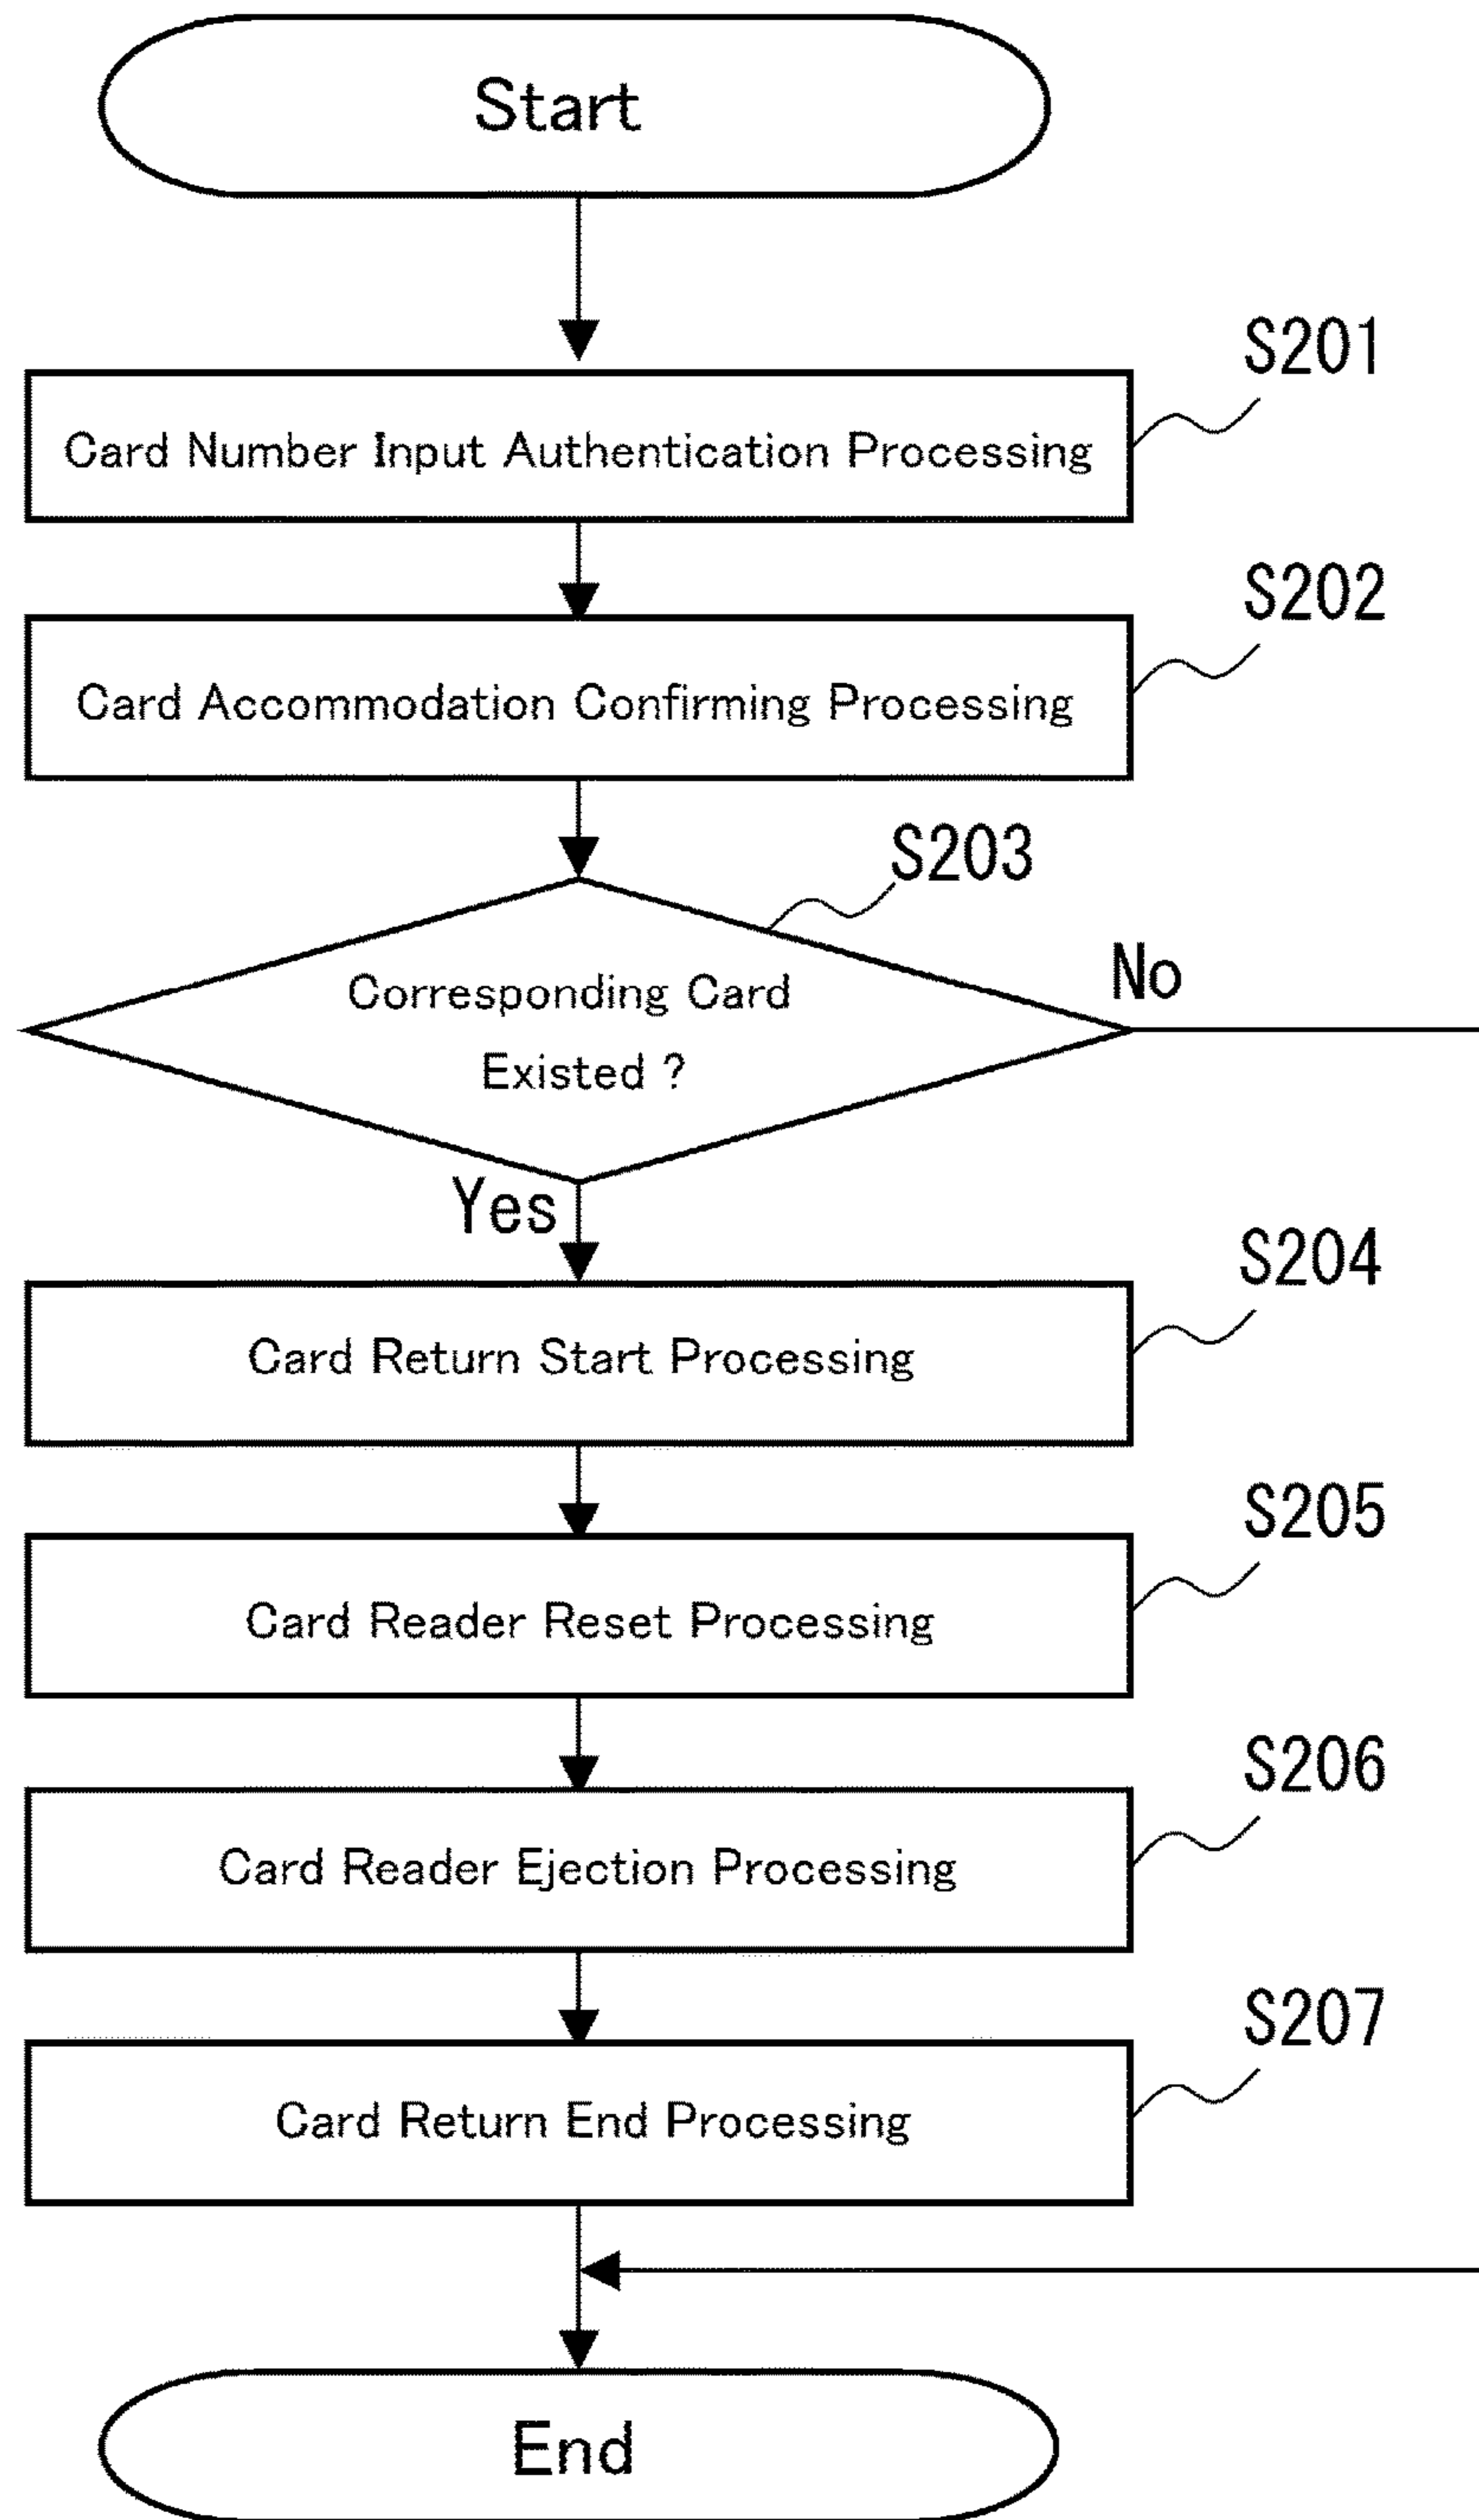 Start
S201
Card Number Input Authentication Processing
S202
Card Accommodation Confirming Processing
S203
Corresponding Card
Existed ?
No
Yes
S204
Card Return Start Processing
S205
Card Reader Reset Processing
S206
Card Reader Ejection Processing
S207
Card Return End Processing
End